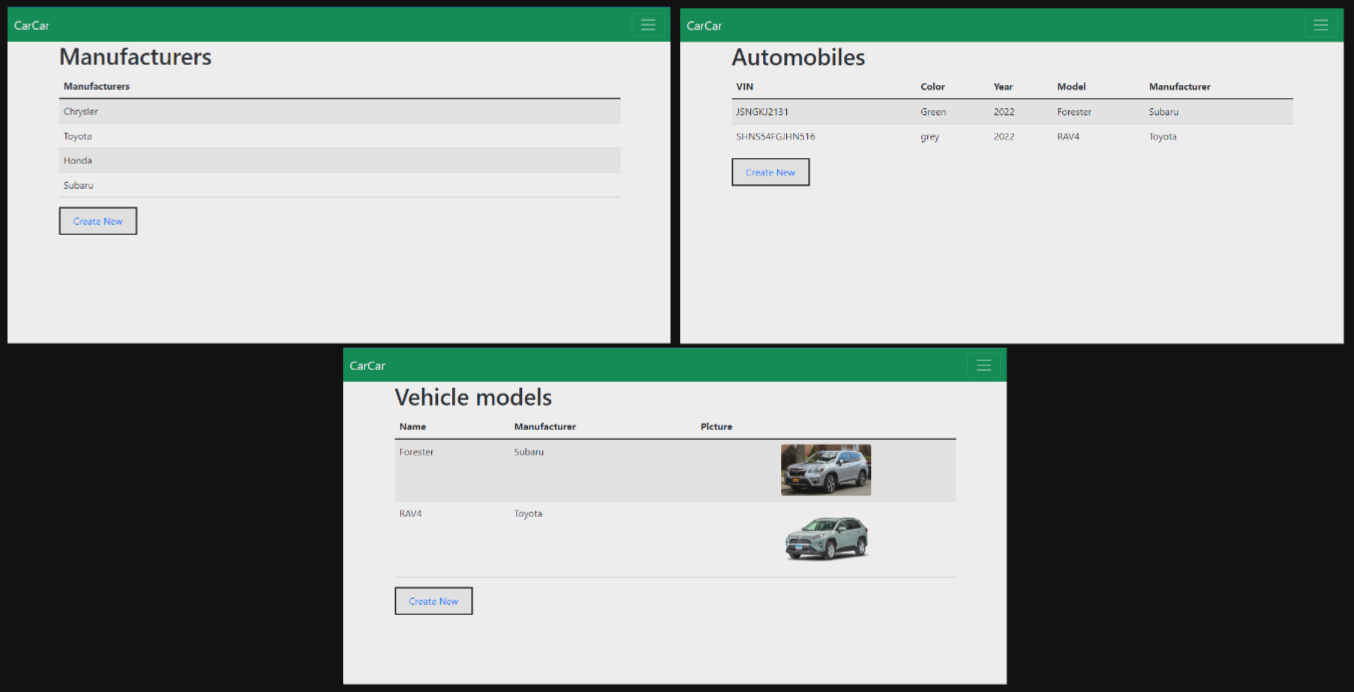 CarCar
Manufacturers
Manufacturers
Chrysler
Toyota
Honda
Subaru
Create New
CarCar
Automobiles
VIN Color Year Model Manufacturer
JSNGKJ2131 Green 2022 Forester Subaru
SHNS54FGJHN516 grey 2022 RAV4 Toyota
Create New
CarCar
Vehicle models
Name Manufacturer Picture
Forester Subaru
RAV4 Toyota
Create New